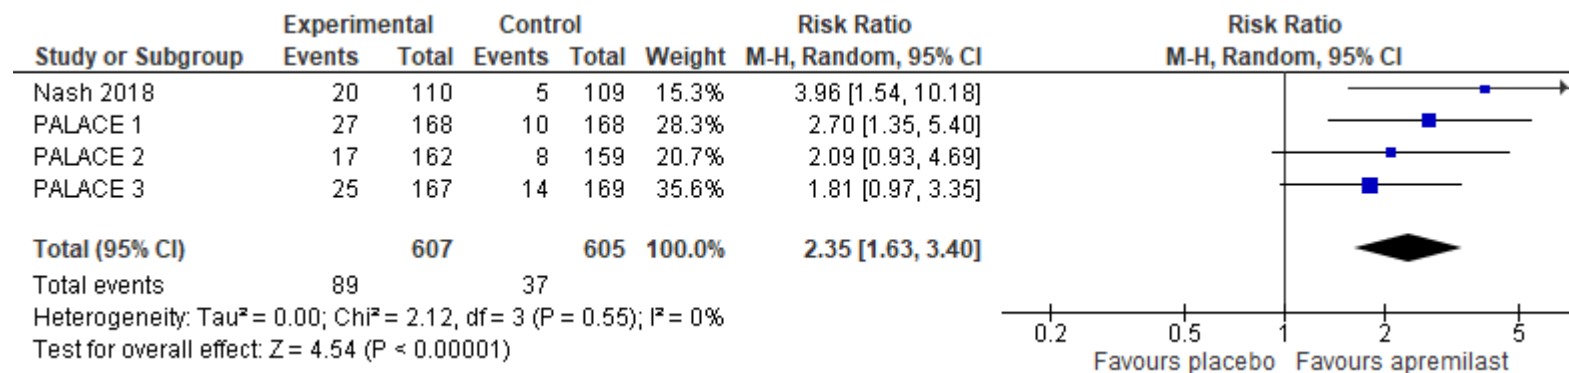 Experimental Control Risk Ratio Risk Ratio
Study or Subgroup Events Total Events Total Weight M-H, Random, 95% CI M-H, Random, 95% CI
Nash 2018 20 110 5 109 15.3% 3.96 [1.54, 10.18]
PALACE 1 27 168 10 168 28.3% 2.70 [1.35, 5.40]
PALACE 2 17 162 8 159 20.7% 2.09 [0.93, 4.69]
PALACE 3 25 167 14 169 35.6% 1.81 [0.97, 3.35]
Total (95% CI) 607 605 100.0% 2.35 [1.63, 3.40]
Total events 89 37
Heterogeneity: Tau² = 0.00; Chi² = 2.12, df = 3 (P = 0.55); I² = 0%
Test for overall effect: Z = 4.54 (P < 0.00001)
0.2 0.5 1 2 5
Favours placebo Favours apremilast